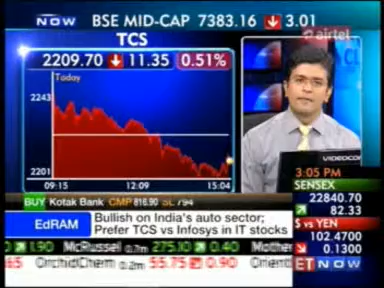 NOW BSE MID-CAP 7383.16 3.01
airtel
TCS
2209.70 11.35 0.51%
Today
2243
2201
09:15 12:09 15:04
VIDEOCON
3:05 PM
SENSEX
22840.70
82.33
$ vs YEN
102.4700
0.1300
BUY Kotak Bank CMP 816.90 SL 794
EdRAM
Bullish on India's auto sector;
Prefer TCS vs Infosys in IT stocks
1.90 McRussel 0.7m 275.10 0.40 Thermo
OrchidChem 0.2m 55.75 0.90 Orient
ET NOW